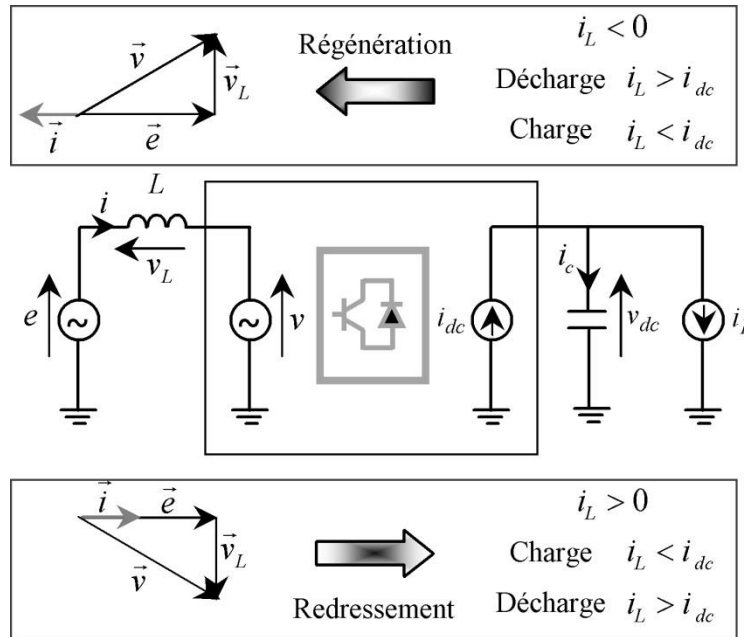 v⃗ v⃗_L i⃗ e⃗
Régénération
i_L < 0
Décharge i_L > i_dc
Charge i_L < i_dc
i L v_L e v i_dc i_c v_dc i_L
i⃗ e⃗ v⃗_L v⃗
Redressement
i_L > 0
Charge i_L < i_dc
Décharge i_L > i_dc